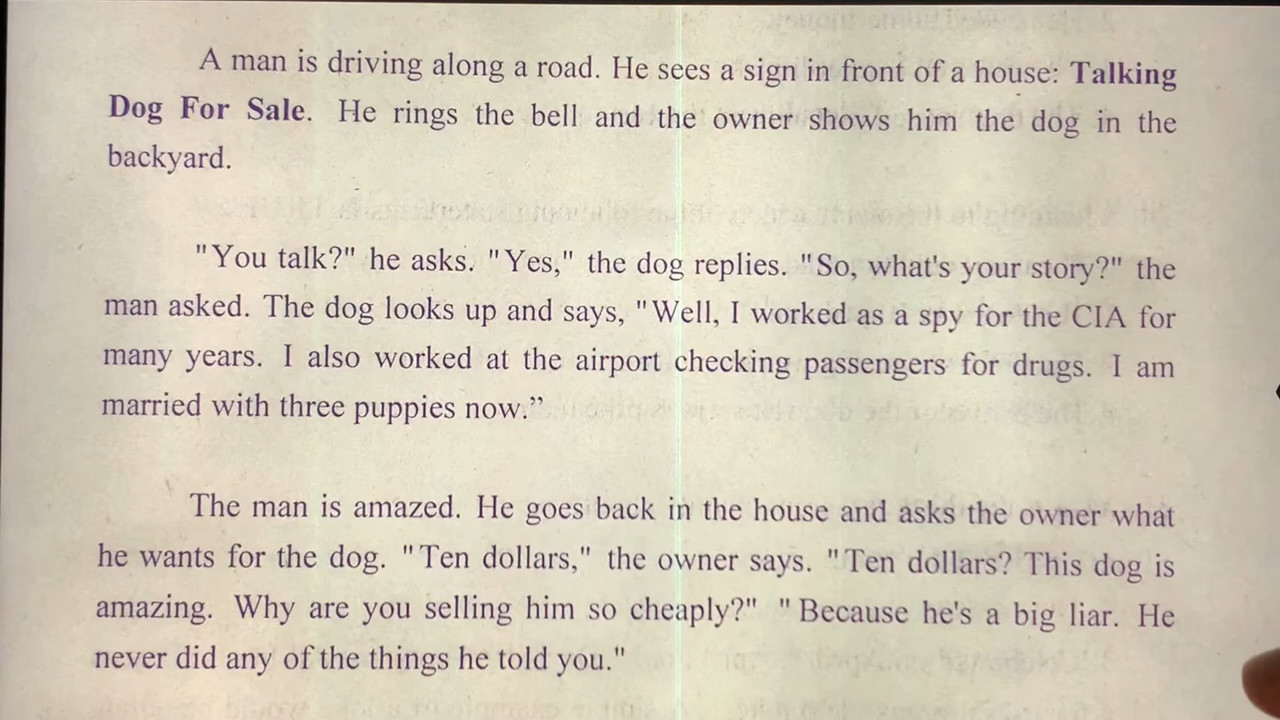 A man is driving along a road. He sees a sign in front of a house: Talking
Dog For Sale. He rings the bell and the owner shows him the dog in the
backyard.
"You talk?" he asks. "Yes," the dog replies. "So, what's your story?" the
man asked. The dog looks up and says, "Well, I worked as a spy for the CIA for
many years. I also worked at the airport checking passengers for drugs. I am
married with three puppies now.”
The man is amazed. He goes back in the house and asks the owner what
he wants for the dog. "Ten dollars," the owner says. "Ten dollars? This dog is
amazing. Why are you selling him so cheaply?" "Because he's a big liar. He
never did any of the things he told you."